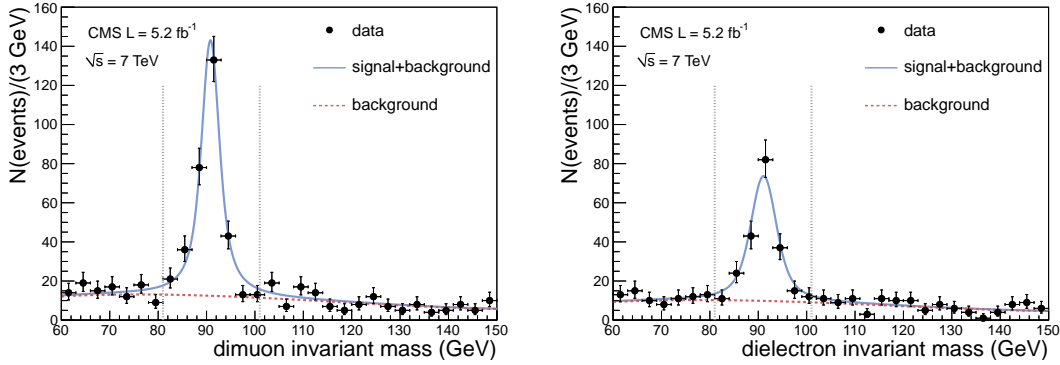 N(events)/(3 GeV)
160
140
120
100
80
60
40
20
0
CMS L = 5.2 fb⁻¹
√s = 7 TeV
data
signal+background
background
60 70 80 90 100 110 120 130 140 150
dimuon invariant mass (GeV)
N(events)/(3 GeV)
160
140
120
100
80
60
40
20
0
CMS L = 5.2 fb⁻¹
√s = 7 TeV
data
signal+background
background
60 70 80 90 100 110 120 130 140 150
dielectron invariant mass (GeV)